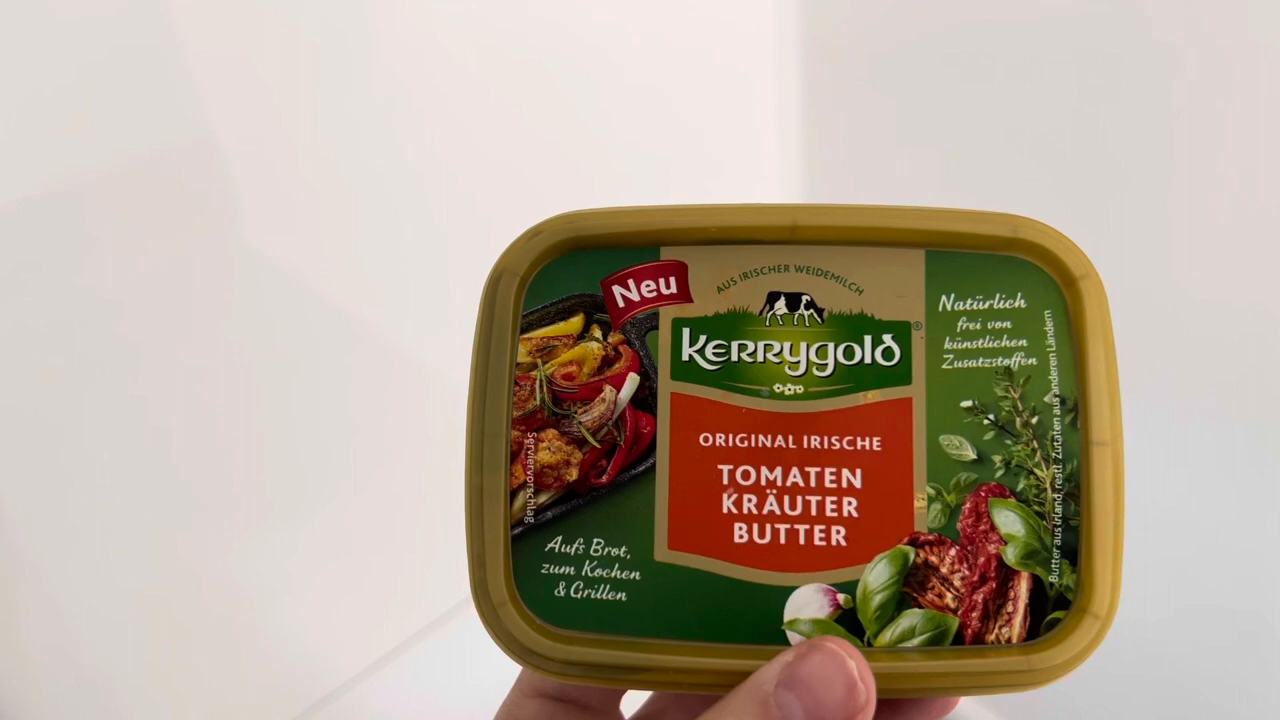 Neu
AUS IRISCHER WEIDEMILCH
Kerrygold®
ORIGINAL IRISCHE
TOMATEN
KRÄUTER
BUTTER
Natürlich
frei von
künstlichen
Zusatzstoffen
Butter aus Irland, restl. Zutaten aus anderen Ländern
Serviervorschlag
Aufs Brot,
zum Kochen
& Grillen